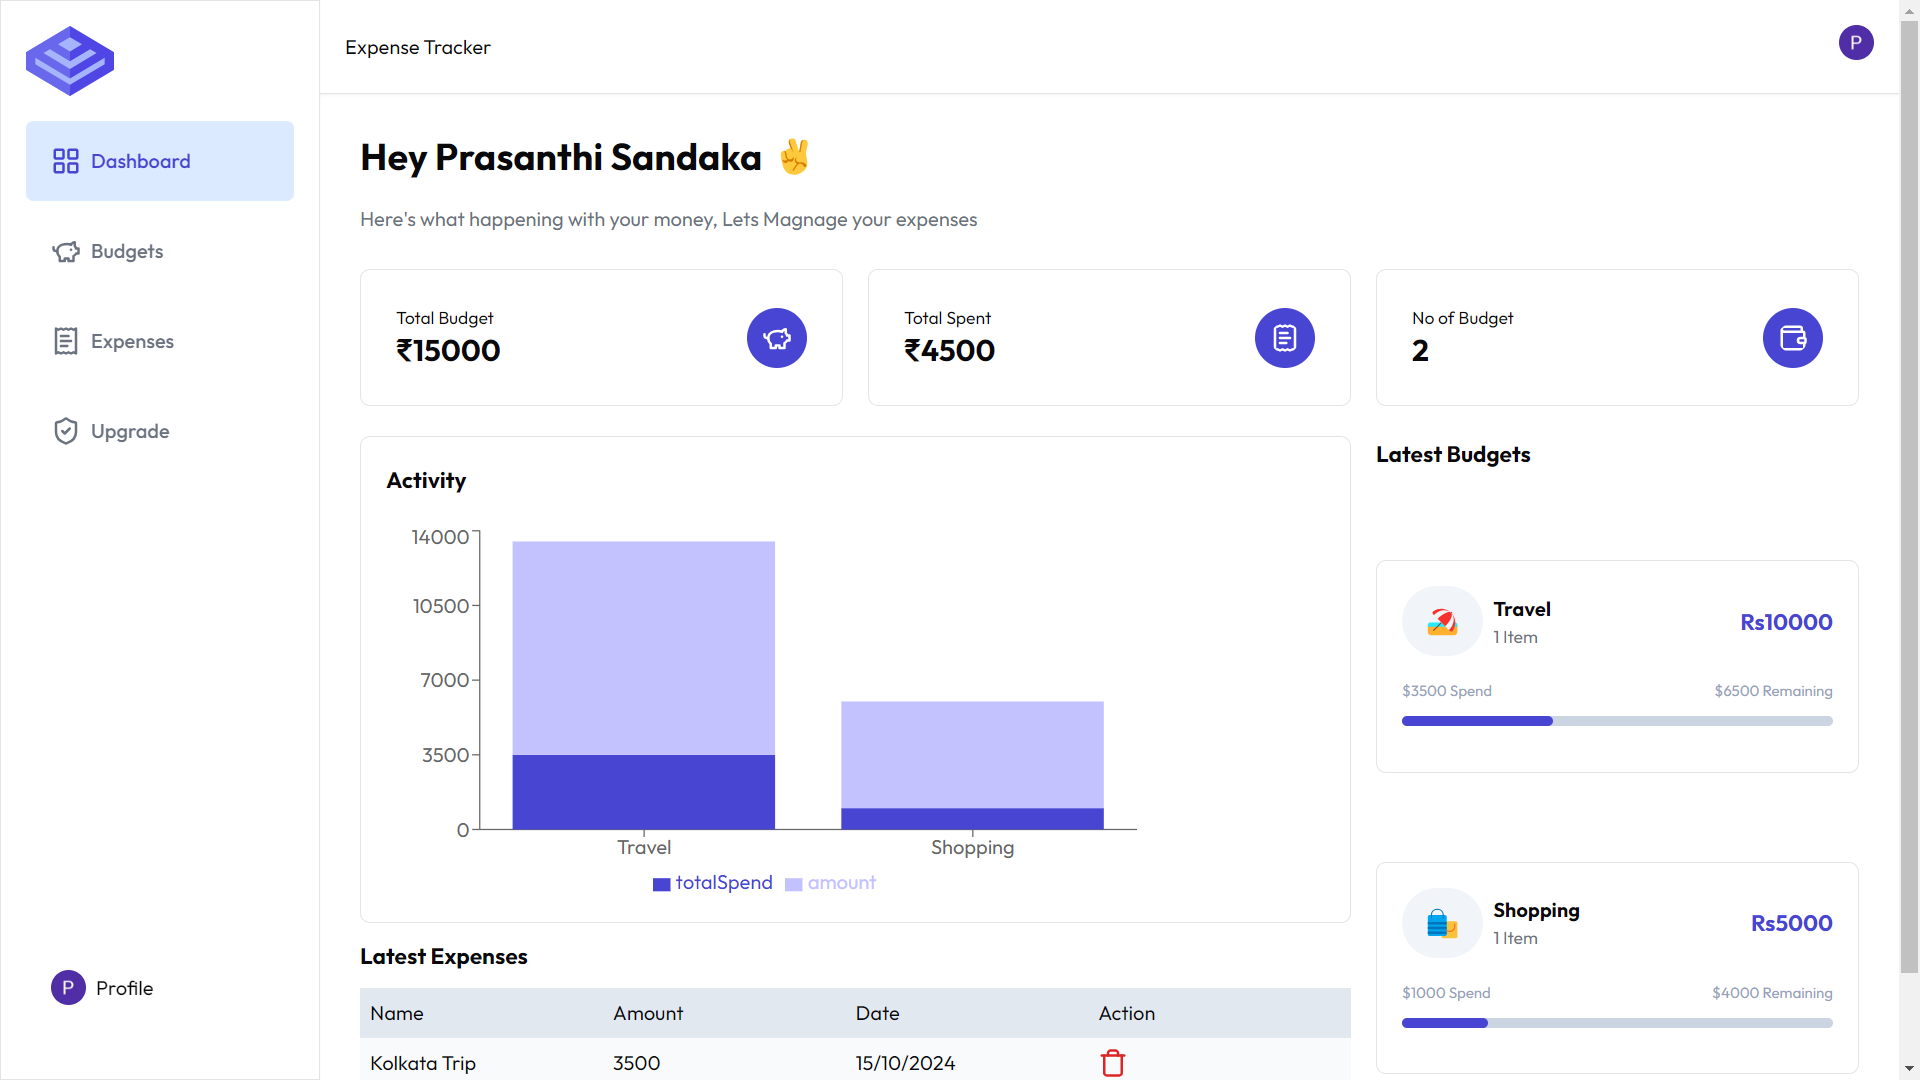 Expense Tracker
P
Dashboard
Budgets
Expenses
Upgrade
P Profile
Hey Prasanthi Sandaka ✌️
Here's what happening with your money, Lets Magnage your expenses
Total Budget
₹15000
Total Spent
₹4500
No of Budget
2
Activity
14000
10500
7000
3500
0
Travel Shopping
totalSpend amount
Latest Budgets
Travel
1 Item
Rs10000
$3500 Spend $6500 Remaining
Shopping
1 Item
Rs5000
$1000 Spend $4000 Remaining
Latest Expenses
Name Amount Date Action
Kolkata Trip 3500 15/10/2024